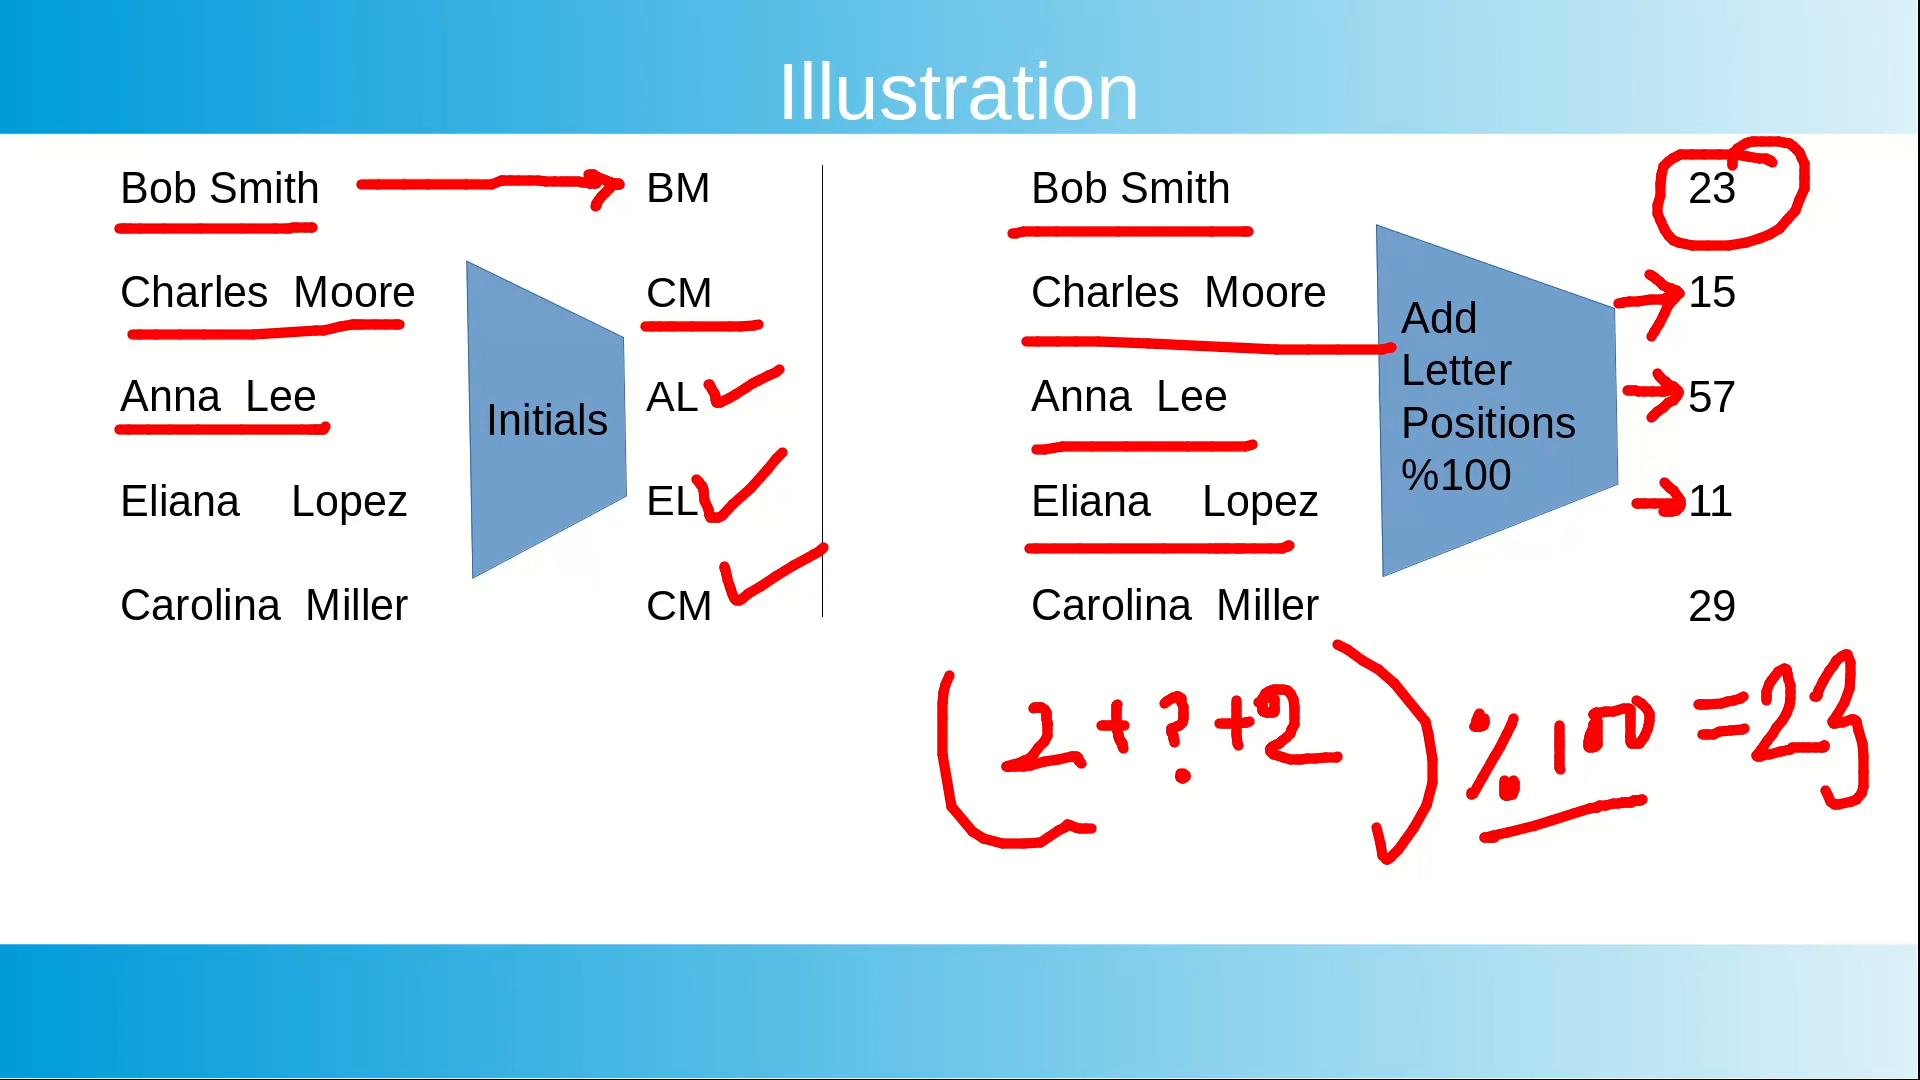 Illustration
Bob Smith BM
Charles Moore CM
Anna Lee AL
Eliana Lopez EL
Carolina Miller CM
Initials
Bob Smith 23
Charles Moore 15
Anna Lee 57
Eliana Lopez 11
Carolina Miller 29
Add
Letter
Positions
%100
(2+?+2)%100=23